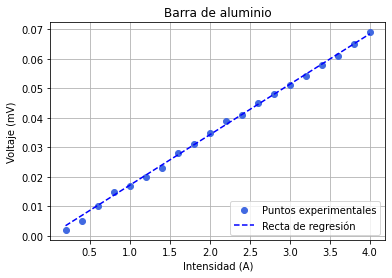 Barra de aluminio
Voltaje (mV)
0.07
0.06
0.05
0.04
0.03
0.02
0.01
0.00
Puntos experimentales
Recta de regresión
0.5 1.0 1.5 2.0 2.5 3.0 3.5 4.0
Intensidad (A)